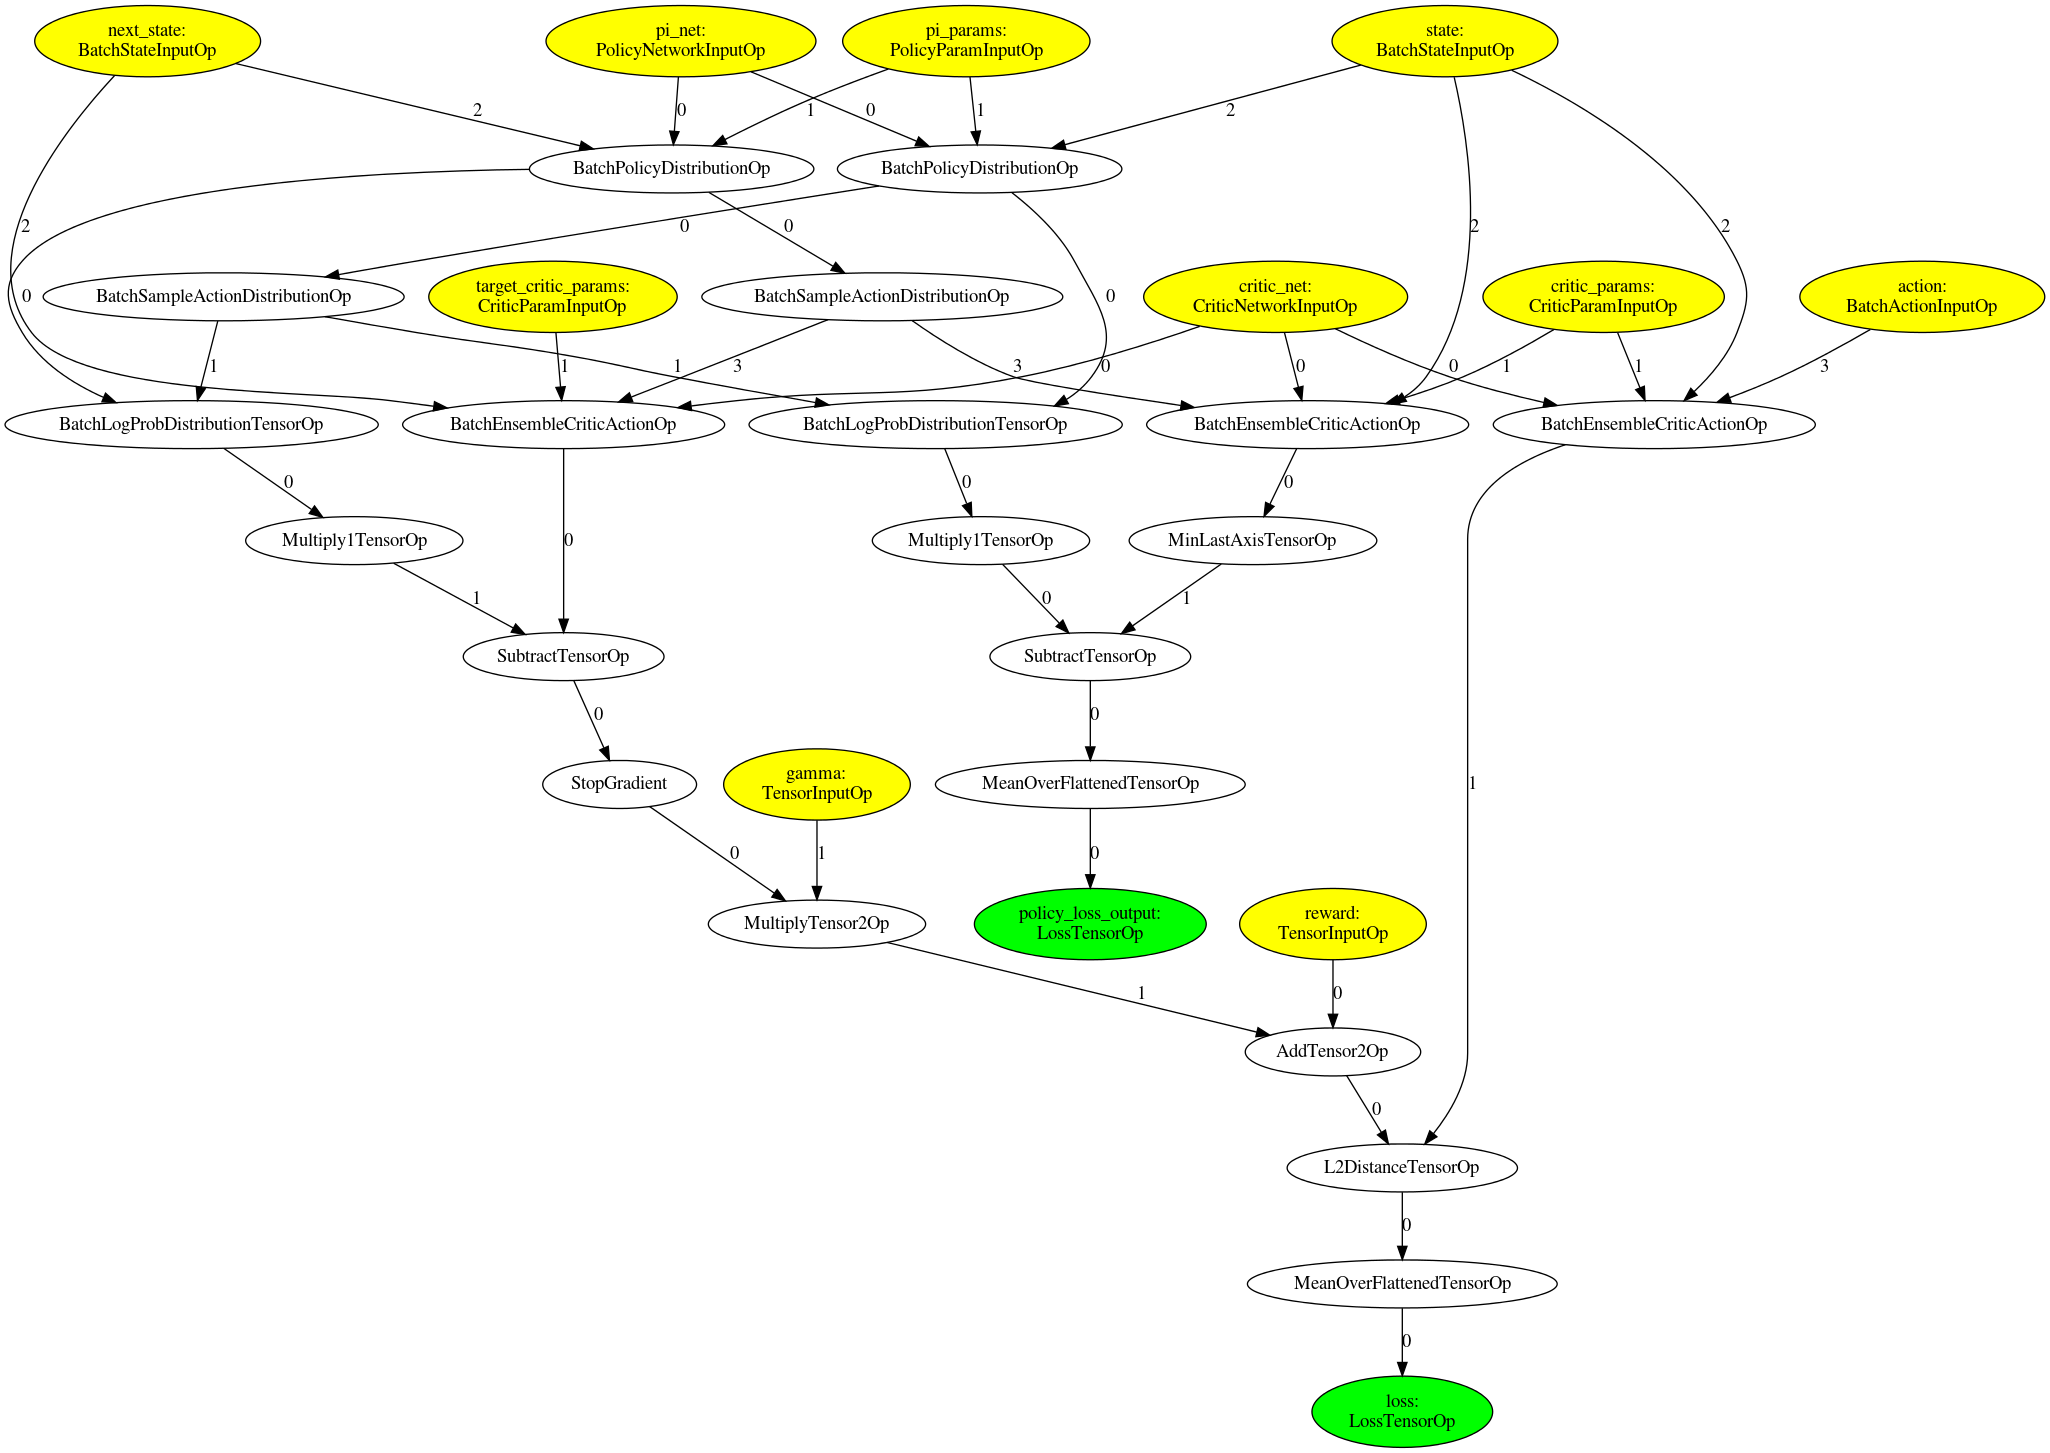 next_state:
BatchStateInputOp
pi_net:
PolicyNetworkInputOp
pi_params:
PolicyParamInputOp
state:
BatchStateInputOp
2
0
0
1
1
2
BatchPolicyDistributionOp
BatchPolicyDistributionOp
2
0
0
2
2
BatchSampleActionDistributionOp
target_critic_params:
CriticParamInputOp
BatchSampleActionDistributionOp
critic_net:
CriticNetworkInputOp
critic_params:
CriticParamInputOp
action:
BatchActionInputOp
0
0
1
1
1
3
3
0
0
0
1
1
3
BatchLogProbDistributionTensorOp
BatchEnsembleCriticActionOp
BatchLogProbDistributionTensorOp
BatchEnsembleCriticActionOp
BatchEnsembleCriticActionOp
0
0
0
Multiply1TensorOp
0
Multiply1TensorOp
MinLastAxisTensorOp
1
0
1
SubtractTensorOp
SubtractTensorOp
0
0
StopGradient
gamma:
TensorInputOp
MeanOverFlattenedTensorOp
1
0
1
0
MultiplyTensor2Op
policy_loss_output:
LossTensorOp
reward:
TensorInputOp
1
0
AddTensor2Op
0
L2DistanceTensorOp
0
MeanOverFlattenedTensorOp
0
loss:
LossTensorOp